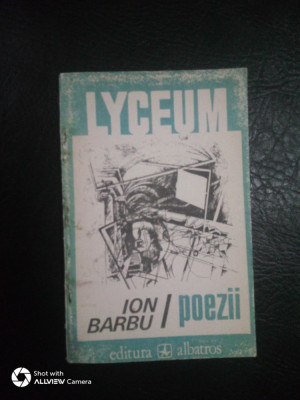 LYCEUM
ION
BARBU / poezii
editura albatros
Shot with
ALLVIEW Camera